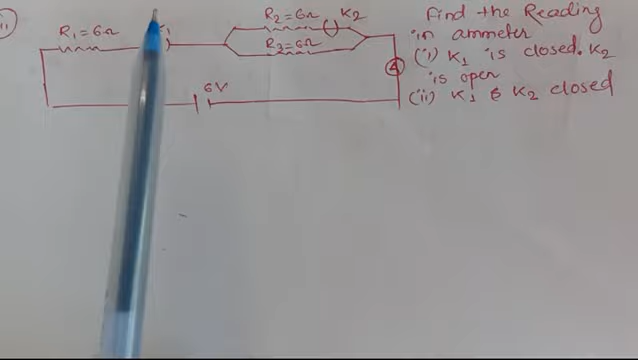 ii)
R₁=6Ω
R₂=6Ω
K₂
R₃=6Ω
A
6V
Find the Reading
in ammeter
(i) K₁ is closed. K₂
is open
(ii) K₁ & K₂ closed